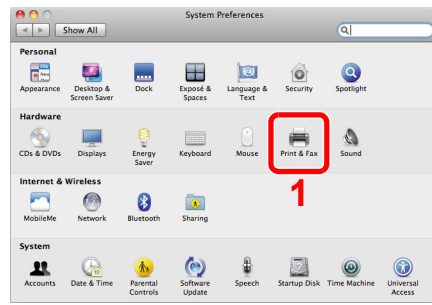 System Preferences
Show All
Personal
Appearance
Desktop &
Screen Saver
Dock
Exposé &
Spaces
Language &
Text
Security
Spotlight
Hardware
CDs & DVDs
Displays
Energy
Saver
Keyboard
Mouse
Print & Fax
Sound
1
Internet & Wireless
MobileMe
Network
Bluetooth
Sharing
System
Accounts
Date & Time
Parental
Controls
Software
Update
Speech
Startup Disk
Time Machine
Universal
Access